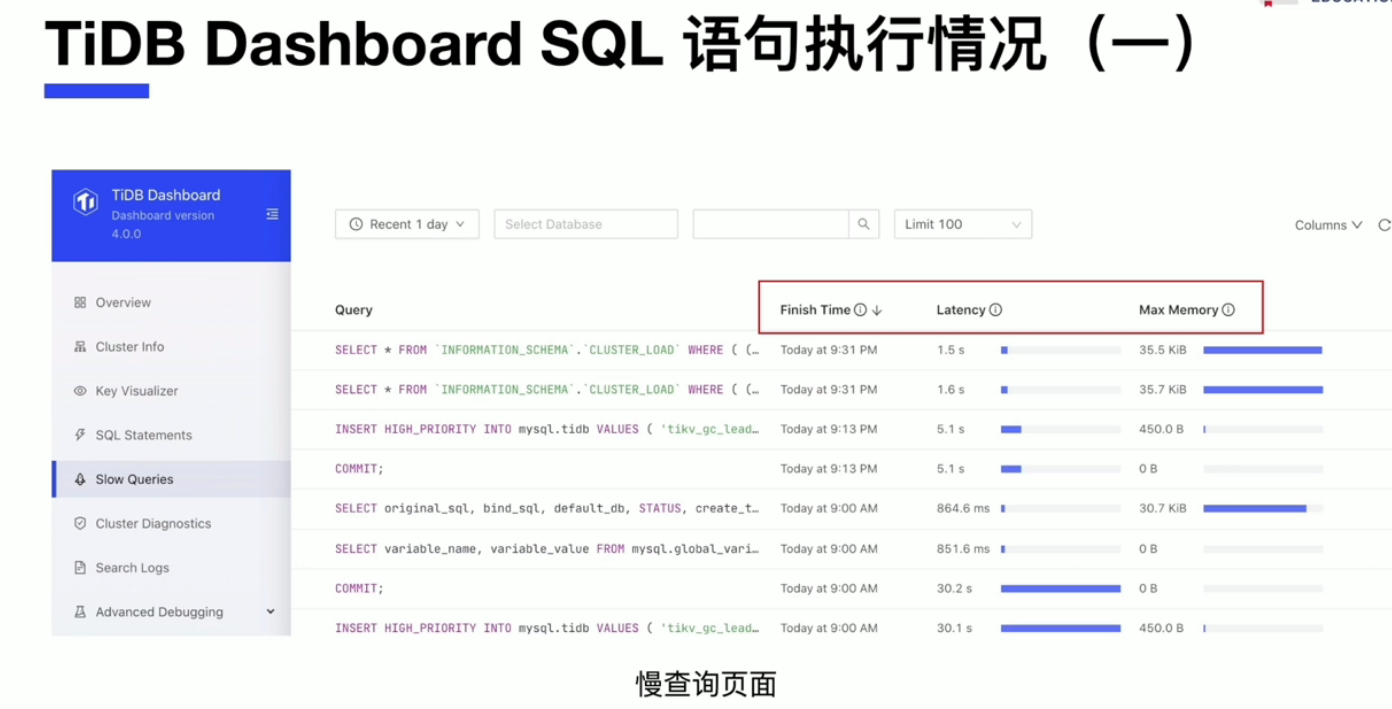 TiDB Dashboard SQL 语句执行情况（一）
TiDB Dashboard
Dashboard version
4.0.0
Overview
Cluster Info
Key Visualizer
SQL Statements
Slow Queries
Cluster Diagnostics
Search Logs
Advanced Debugging
Recent 1 day Select Database Limit 100 Columns
Query Finish Time Latency Max Memory
SELECT * FROM `INFORMATION_SCHEMA`.`CLUSTER_LOAD` WHERE ( (… Today at 9:31 PM 1.5 s 35.5 KiB
SELECT * FROM `INFORMATION_SCHEMA`.`CLUSTER_LOAD` WHERE ( (… Today at 9:31 PM 1.6 s 35.7 KiB
INSERT HIGH_PRIORITY INTO mysql.tidb VALUES ( 'tikv_gc_lead… Today at 9:13 PM 5.1 s 450.0 B
COMMIT; Today at 9:13 PM 5.1 s 0 B
SELECT original_sql, bind_sql, default_db, STATUS, create_t… Today at 9:00 AM 864.6 ms 30.7 KiB
SELECT variable_name, variable_value FROM mysql.global_vari… Today at 9:00 AM 851.6 ms 0 B
COMMIT; Today at 9:00 AM 30.2 s 0 B
INSERT HIGH_PRIORITY INTO mysql.tidb VALUES ( 'tikv_gc_lead… Today at 9:00 AM 30.1 s 450.0 B
慢查询页面